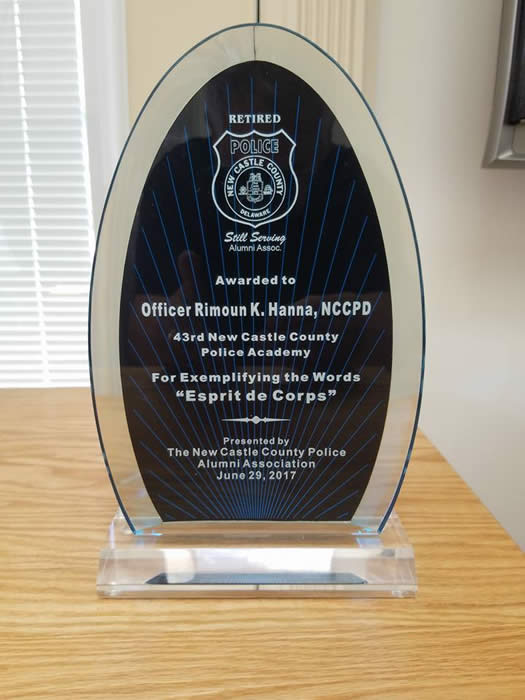 RETIRED
POLICE
NEW CASTLE COUNTY
DELAWARE
Still Serving
Alumni Assoc.
Awarded to
Officer Rimoun K. Hanna, NCCPD
43rd New Castle County
Police Academy
For Exemplifying the Words
"Esprit de Corps"
Presented by
The New Castle County Police
Alumni Association
June 29, 2017